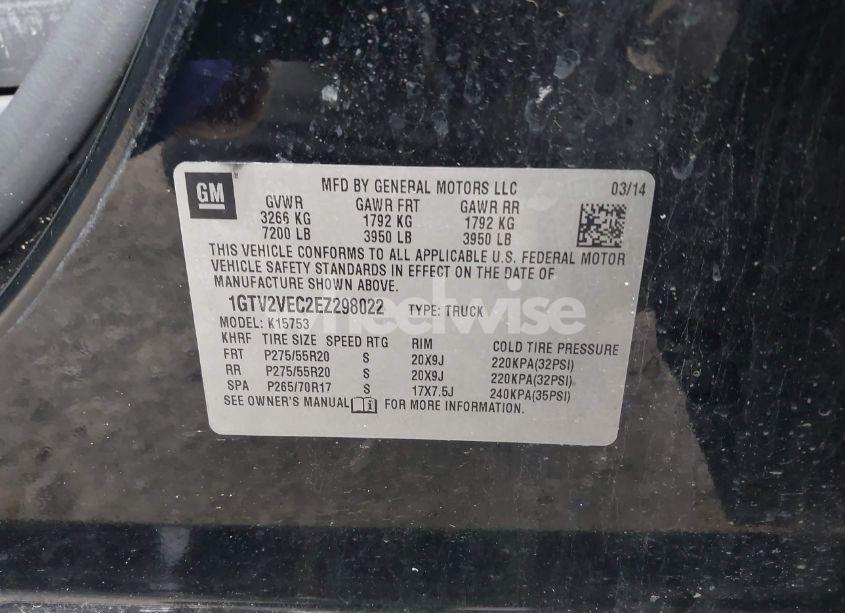 GM
MFD BY GENERAL MOTORS LLC 03/14
GVWR GAWR FRT GAWR RR
3266 KG 1792 KG 1792 KG
7200 LB 3950 LB 3950 LB
THIS VEHICLE CONFORMS TO ALL APPLICABLE U.S. FEDERAL MOTOR
VEHICLE SAFETY STANDARDS IN EFFECT ON THE DATE OF
MANUFACTURE SHOWN ABOVE.
1GTV2VEC2EZ298022 TYPE: TRUCK
MODEL: K15753
KHRF TIRE SIZE SPEED RTG RIM COLD TIRE PRESSURE
FRT P275/55R20 S 20X9J 220KPA(32PSI)
RR P275/55R20 S 20X9J 220KPA(32PSI)
SPA P265/70R17 S 17X7.5J 240KPA(35PSI)
SEE OWNER'S MANUAL FOR MORE INFORMATION.
wheelwise